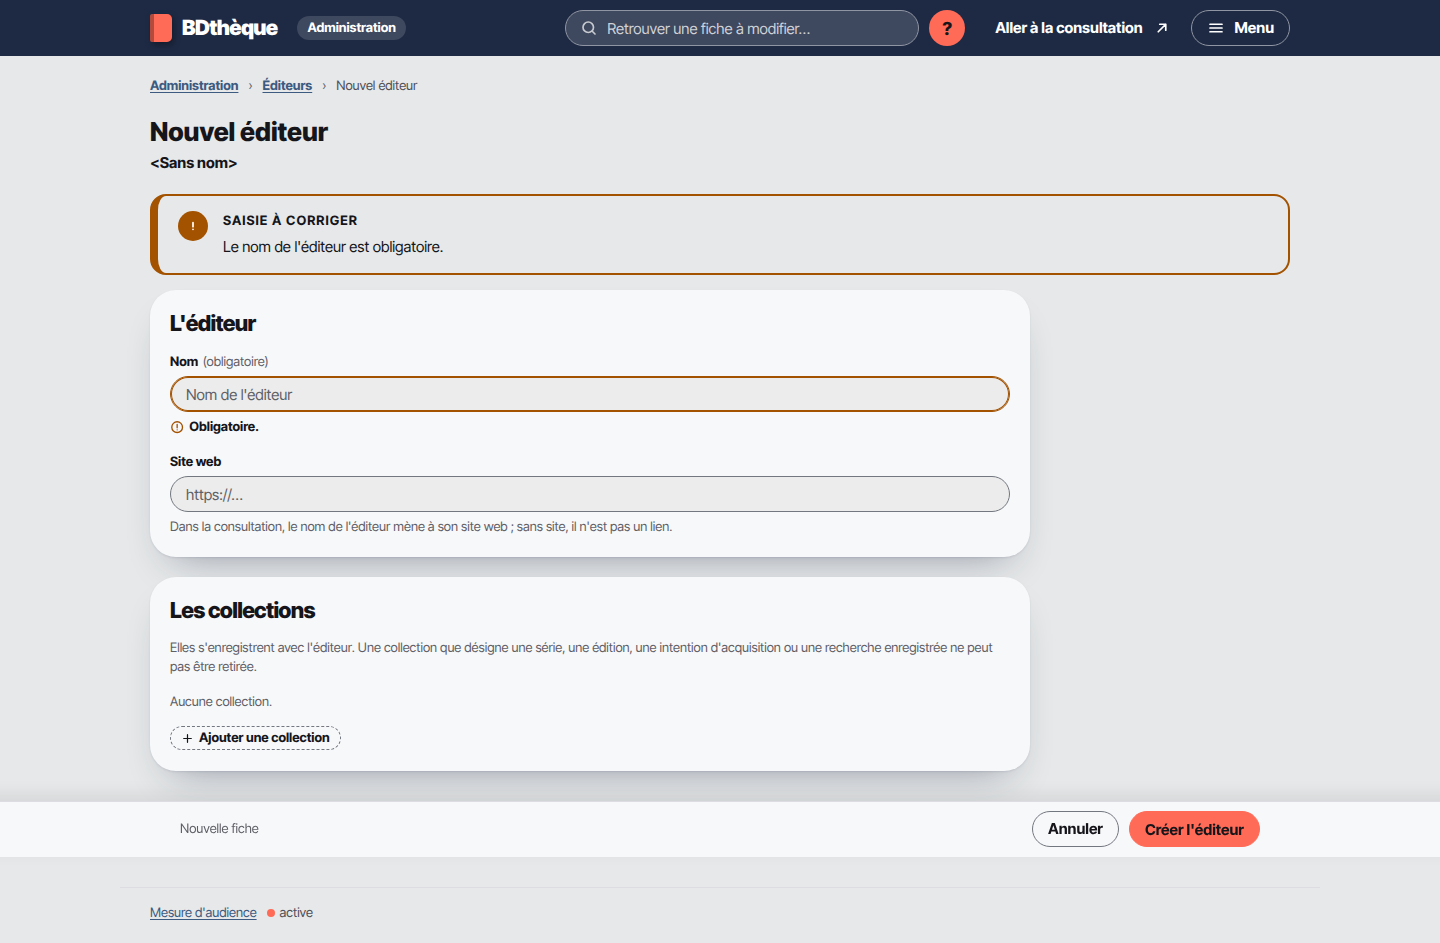 BDthèque Administration Retrouver une fiche à modifier... ? Aller à la consultation Menu
Administration › Éditeurs › Nouvel éditeur
Nouvel éditeur
<Sans nom>
SAISIE À CORRIGER
Le nom de l'éditeur est obligatoire.
L'éditeur
Nom (obligatoire)
Nom de l'éditeur
Obligatoire.
Site web
https://...
Dans la consultation, le nom de l'éditeur mène à son site web ; sans site, il n'est pas un lien.
Les collections
Elles s'enregistrent avec l'éditeur. Une collection que désigne une série, une édition, une intention d'acquisition ou une recherche enregistrée ne peut
pas être retirée.
Aucune collection.
+ Ajouter une collection
Nouvelle fiche Annuler Créer l'éditeur
Mesure d'audience active